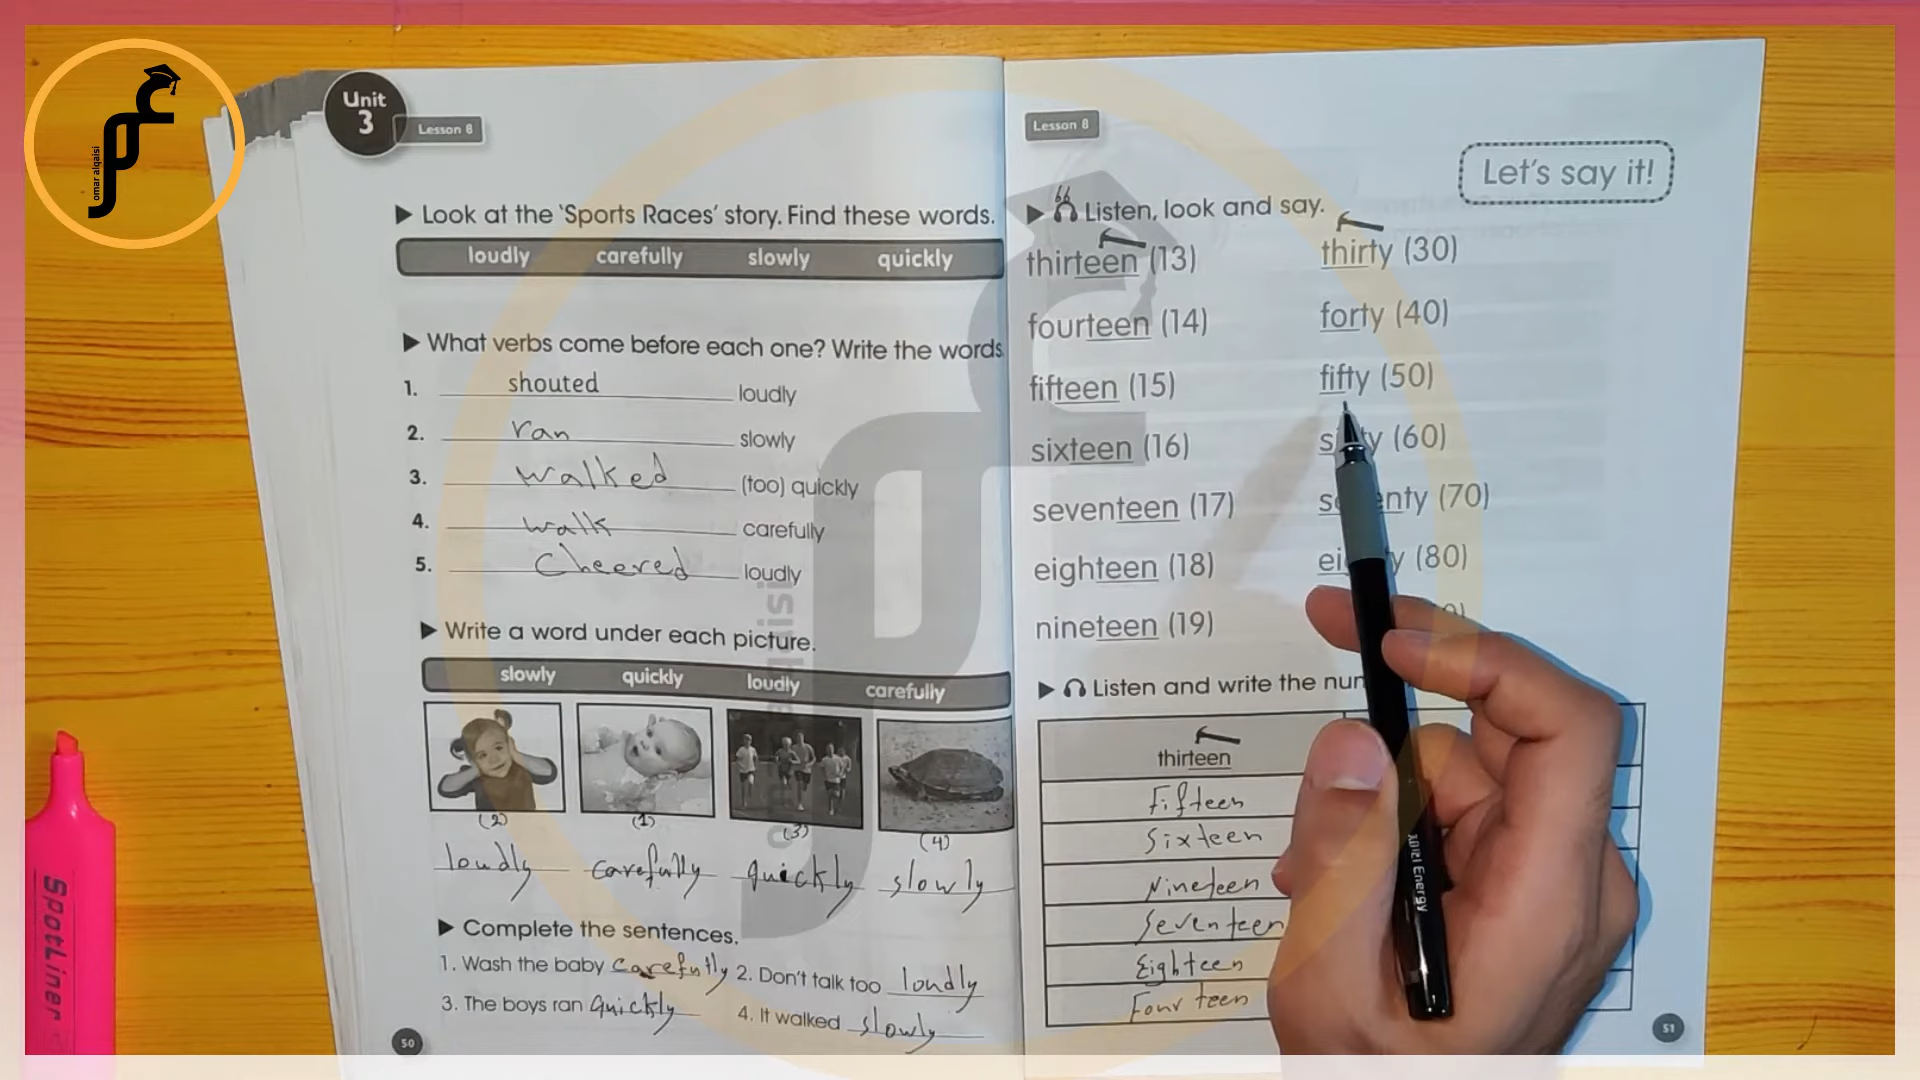 عمر
omar alqaisi
Unit
3
Lesson 8
▶ Look at the 'Sports Races' story. Find these words.
loudly carefully slowly quickly
▶ What verbs come before each one? Write the words
1. shouted loudly
2. ran slowly
3. walked (too) quickly
4. walk carefully
5. Cheered loudly
▶ Write a word under each picture.
slowly quickly loudly carefully
(2) (1) (3) (4)
loudly carefully quickly slowly
▶ Complete the sentences.
1. Wash the baby carefully 2. Don't talk too loudly
3. The boys ran quickly 4. It walked slowly
50
Lesson 8
Let's say it!
66
▶ Listen, look and say.
thirteen (13) thirty (30)
fourteen (14) forty (40)
fifteen (15) fifty (50)
sixteen (16) (60)
seventeen (17) (70)
eighteen (18) (80)
nineteen (19)
▶ Listen and write the
thirteen
Fifteen
Sixteen
Nineteen
Seventeen
Eighteen
Four teen
51
Energy
SpotLiner